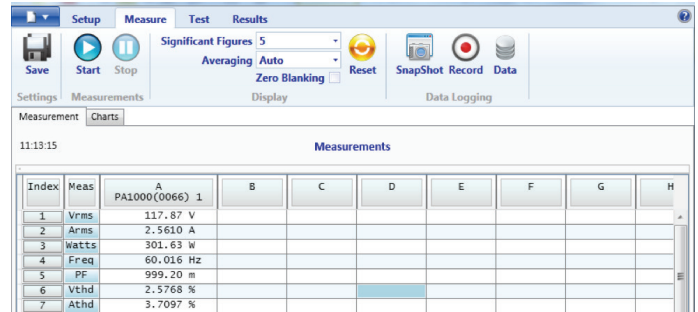 Setup Measure Test Results
Significant Figures 5
Averaging Auto
Zero Blanking
Save Start Stop Reset SnapShot Record Data
Settings Measurements Display Data Logging
Measurement Charts
11:13:15 Measurements
Index Meas A B C D E F G H
PA1000(0066) 1
1 Vrms 117.87 V
2 Arms 2.5610 A
3 Watts 301.63 W
4 Freq 60.016 Hz
5 PF 999.20 m
6 Vthd 2.5768 %
7 Athd 3.7097 %